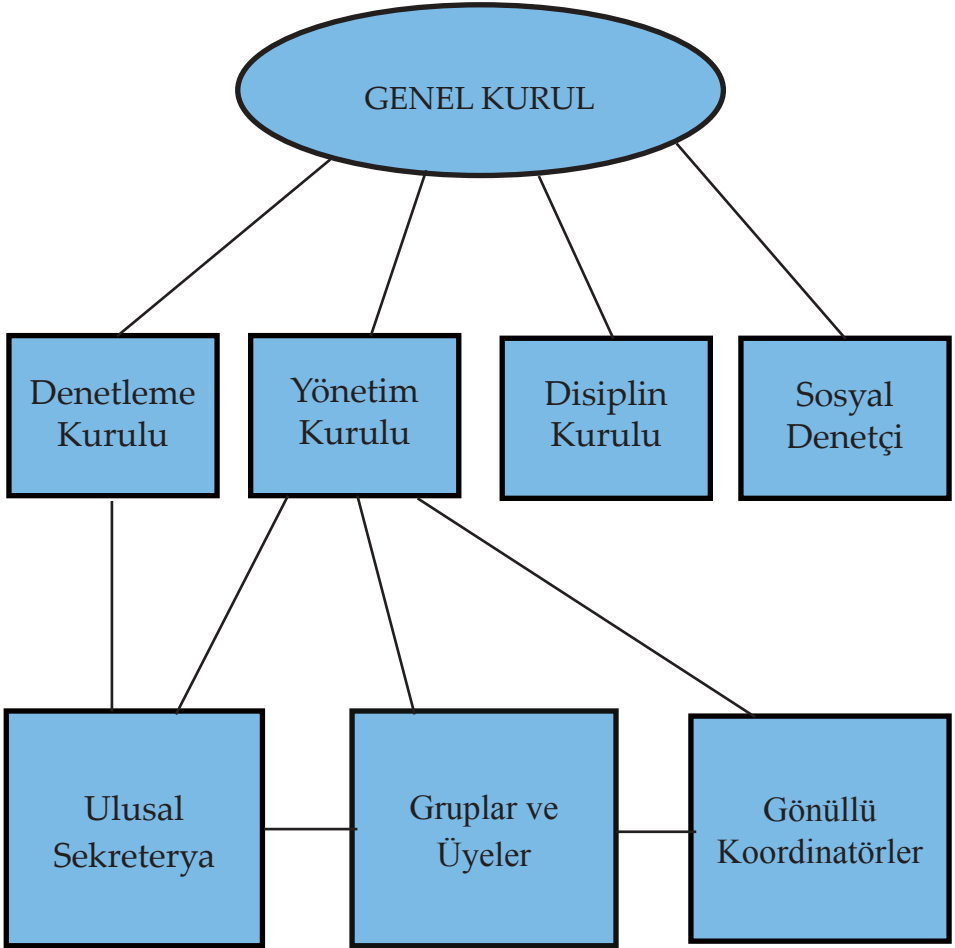 GENEL KURUL
Denetleme
Kurulu
Yönetim
Kurulu
Disiplin
Kurulu
Sosyal
Denetçi
Ulusal
Sekreterya
Gruplar ve
Üyeler
Gönüllü
Koordinatörler